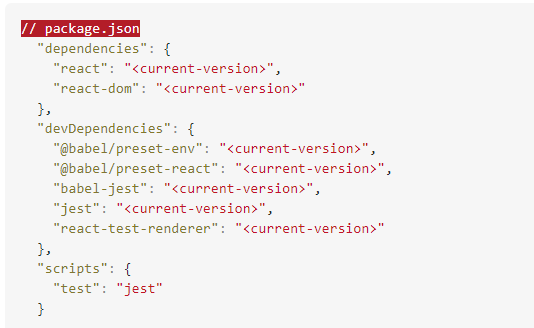 // package.json
"dependencies": {
"react": "<current-version>",
"react-dom": "<current-version>"
},
"devDependencies": {
"@babel/preset-env": "<current-version>",
"@babel/preset-react": "<current-version>",
"babel-jest": "<current-version>",
"jest": "<current-version>",
"react-test-renderer": "<current-version>"
},
"scripts": {
"test": "jest"
}